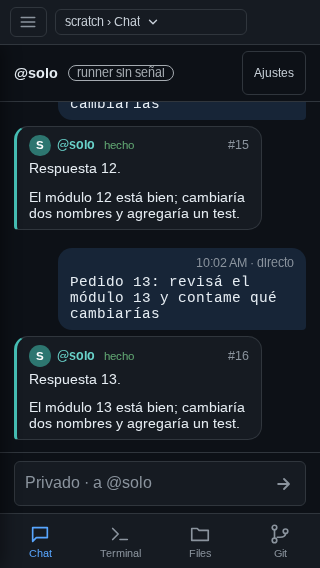 scratch › Chat
@solo runner sin señal Ajustes
cambiarías
S @solo hecho #15
Respuesta 12.
El módulo 12 está bien; cambiaría
dos nombres y agregaría un test.
10:02 AM · directo
Pedido 13: revisá el
módulo 13 y contame qué
cambiarías
S @solo hecho #16
Respuesta 13.
El módulo 13 está bien; cambiaría
dos nombres y agregaría un test.
Privado · a @solo
Chat Terminal Files Git